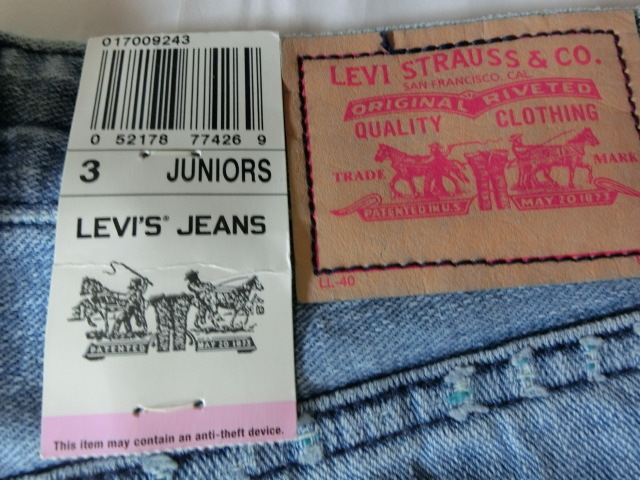 017009243
0 52178 77426 9
3 JUNIORS
LEVI'S® JEANS
PATENTED MAY 20 1873
This item may contain an anti-theft device.
LEVI STRAUSS & CO.
SAN FRANCISCO, CAL.
ORIGINAL RIVETED
QUALITY CLOTHING
TRADE MARK
PATENTED IN U.S. MAY 20 1873
LL-40